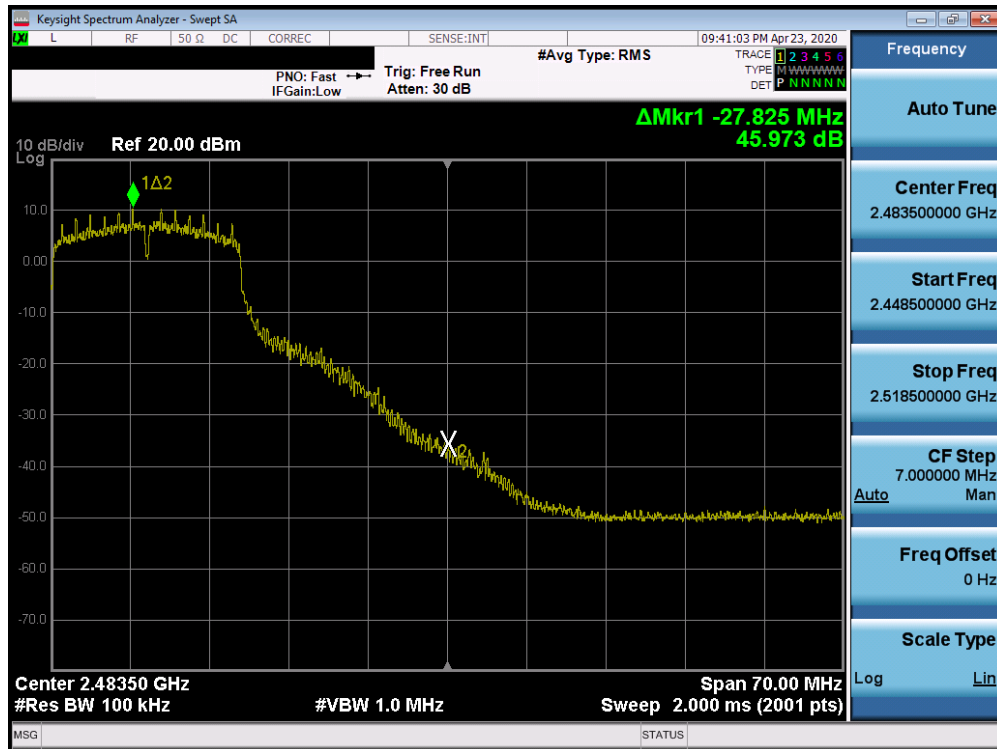 Keysight Spectrum Analyzer - Swept SA
LXI L RF 50 Ω DC CORREC SENSE:INT 09:41:03 PM Apr 23, 2020
#Avg Type: RMS TRACE 1 2 3 4 5 6
PNO: Fast Trig: Free Run TYPE M W W W W W
IFGain:Low Atten: 30 dB DET P N N N N N
ΔMkr1 -27.825 MHz
45.973 dB
10 dB/div Ref 20.00 dBm
Log
1Δ2
10.0
0.00
-10.0
-20.0
-30.0
2
-40.0
-50.0
-60.0
-70.0
Center 2.48350 GHz Span 70.00 MHz
#Res BW 100 kHz #VBW 1.0 MHz Sweep 2.000 ms (2001 pts)
MSG STATUS
Frequency
Auto Tune
Center Freq
2.483500000 GHz
Start Freq
2.448500000 GHz
Stop Freq
2.518500000 GHz
CF Step
7.000000 MHz
Auto Man
Freq Offset
0 Hz
Scale Type
Log Lin